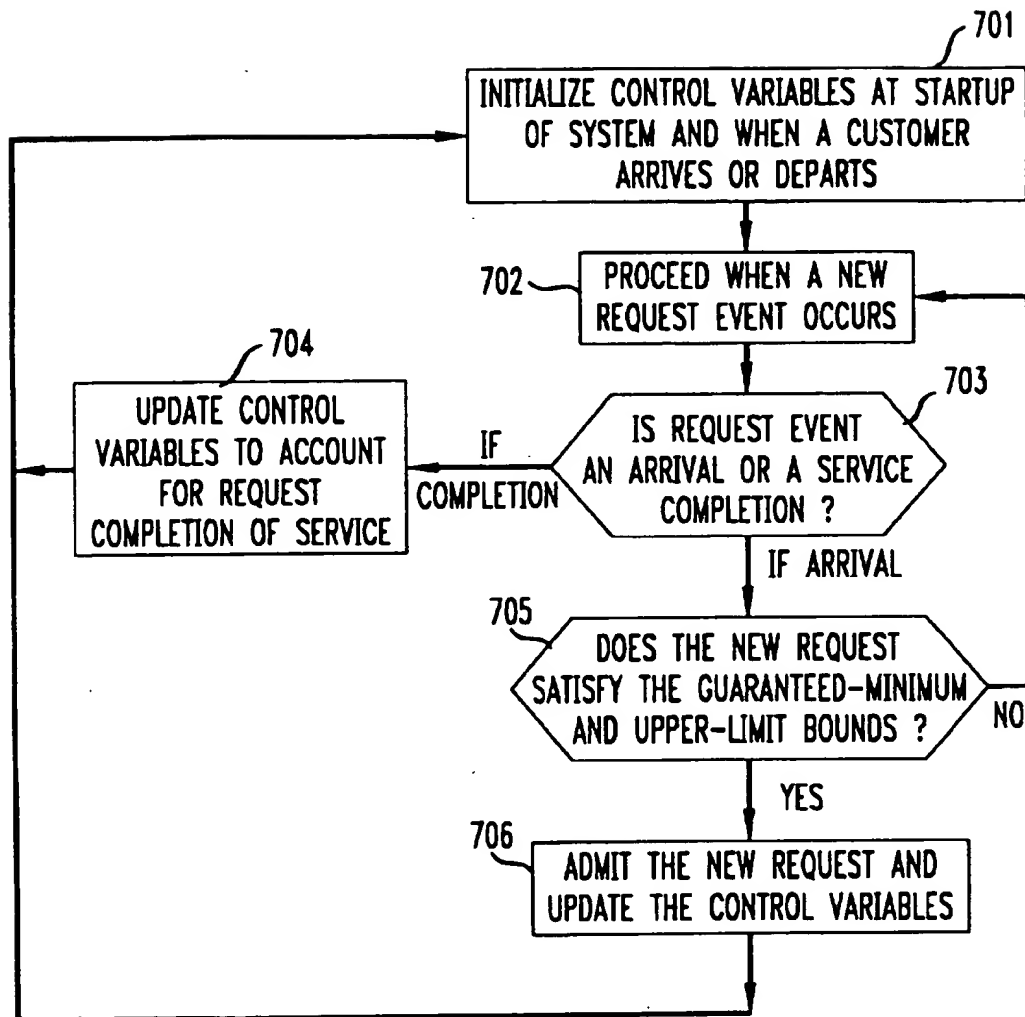 701
INITIALIZE CONTROL VARIABLES AT STARTUP
OF SYSTEM AND WHEN A CUSTOMER
ARRIVES OR DEPARTS
702
PROCEED WHEN A NEW
REQUEST EVENT OCCURS
704
UPDATE CONTROL
VARIABLES TO ACCOUNT
FOR REQUEST
COMPLETION OF SERVICE
IF
COMPLETION
703
IS REQUEST EVENT
AN ARRIVAL OR A SERVICE
COMPLETION ?
IF ARRIVAL
705
DOES THE NEW REQUEST
SATISFY THE GUARANTEED-MINIMUM
AND UPPER-LIMIT BOUNDS ?
NO
YES
706
ADMIT THE NEW REQUEST AND
UPDATE THE CONTROL VARIABLES